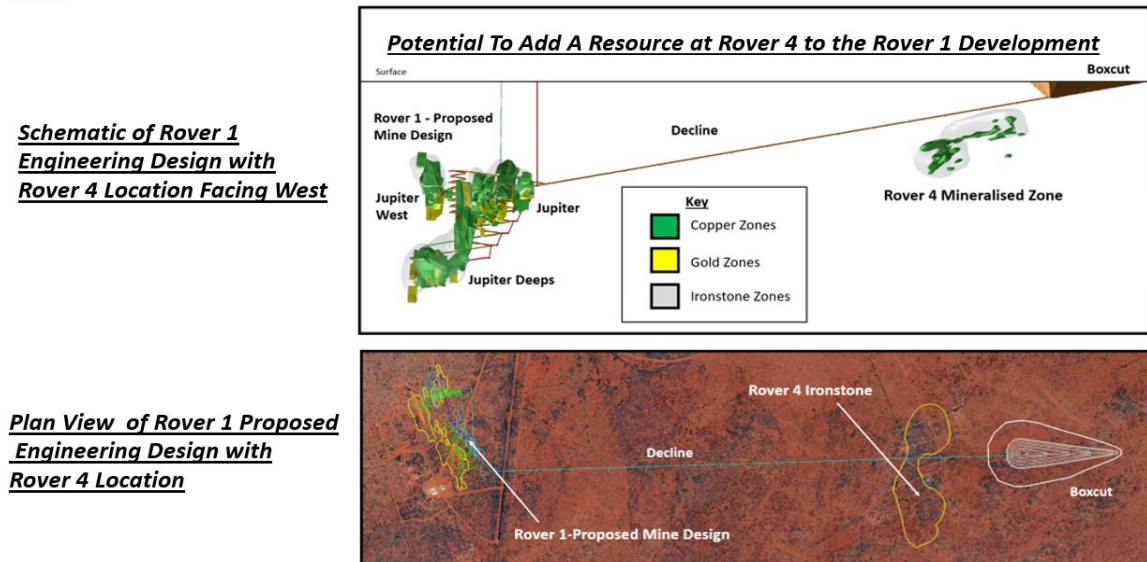 Schematic of Rover 1
Engineering Design with
Rover 4 Location Facing West
Potential To Add A Resource at Rover 4 to the Rover 1 Development
Surface
Boxcut
Rover 1 - Proposed
Mine Design
Decline
Jupiter
West
Jupiter
Jupiter Deeps
Rover 4 Mineralised Zone
Key
Copper Zones
Gold Zones
Ironstone Zones
Plan View of Rover 1 Proposed
Engineering Design with
Rover 4 Location
Rover 4 Ironstone
Decline
Boxcut
Rover 1-Proposed Mine Design